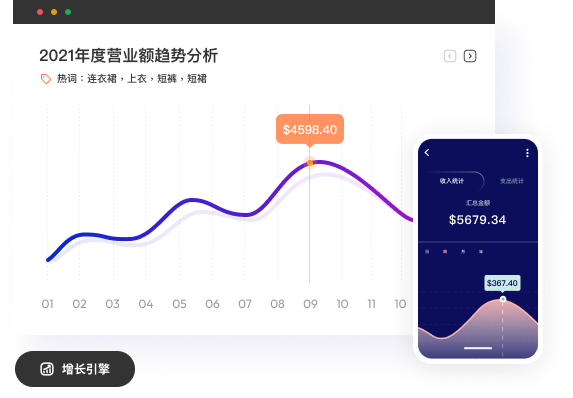 2021年度营业额趋势分析
热词：连衣裙，上衣，短裤，短裙
$4598.40
01 02 03 04 05 06 07 08 09 10 11 10
收入统计 支出统计
汇总金额
$5679.34
日 周 月 年
$367.40
增长引擎